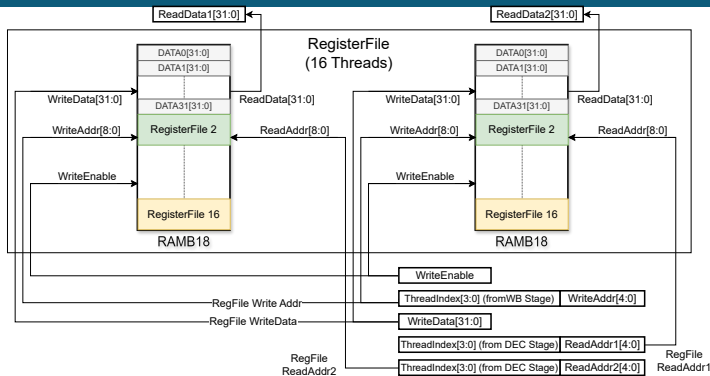 ReadData1[31:0]
ReadData2[31:0]
RegisterFile
(16 Threads)
DATA0[31:0]
DATA1[31:0]
DATA31[31:0]
RegisterFile 2
RegisterFile 16
RAMB18
WriteData[31:0]
ReadData[31:0]
WriteAddr[8:0]
ReadAddr[8:0]
WriteEnable
DATA0[31:0]
DATA1[31:0]
DATA31[31:0]
RegisterFile 2
RegisterFile 16
RAMB18
WriteData[31:0]
ReadData[31:0]
WriteAddr[8:0]
ReadAddr[8:0]
WriteEnable
WriteEnable
RegFile Write Addr
ThreadIndex[3:0] (fromWB Stage) WriteAddr[4:0]
RegFile WriteData
WriteData[31:0]
ThreadIndex[3:0] (from DEC Stage) ReadAddr1[4:0]
RegFile
ReadAddr1
RegFile
ReadAddr2
ThreadIndex[3:0] (from DEC Stage) ReadAddr2[4:0]